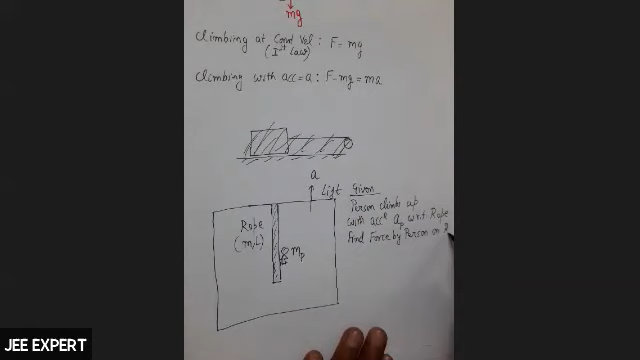 mg
Climbing at Const Vel : F = mg
(Ist Law)
Climbing with acc = a : F - mg = ma
a
Lift
Given
Person climbs up
with accn ap w.r.t Rope
Find Force by Person on R
Rope
(m, L)
mp
JEE EXPERT